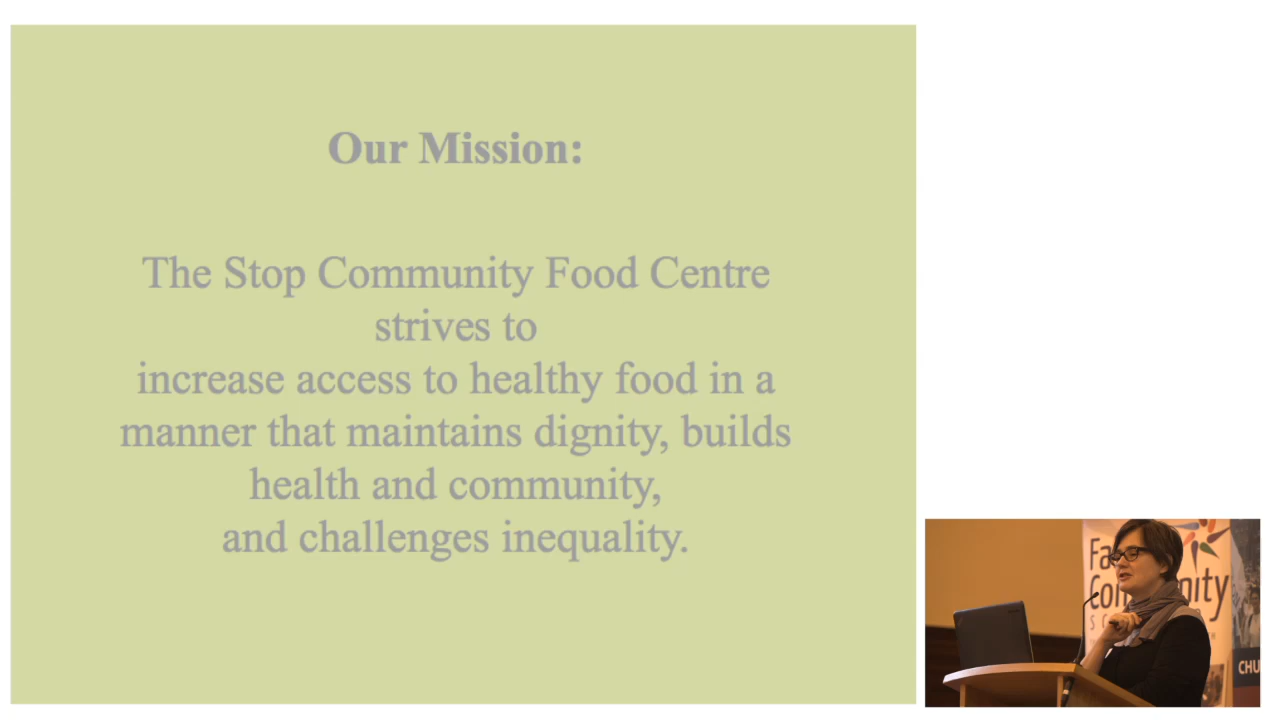 Our Mission:
The Stop Community Food Centre
strives to
increase access to healthy food in a
manner that maintains dignity, builds
health and community,
and challenges inequality.
CHU